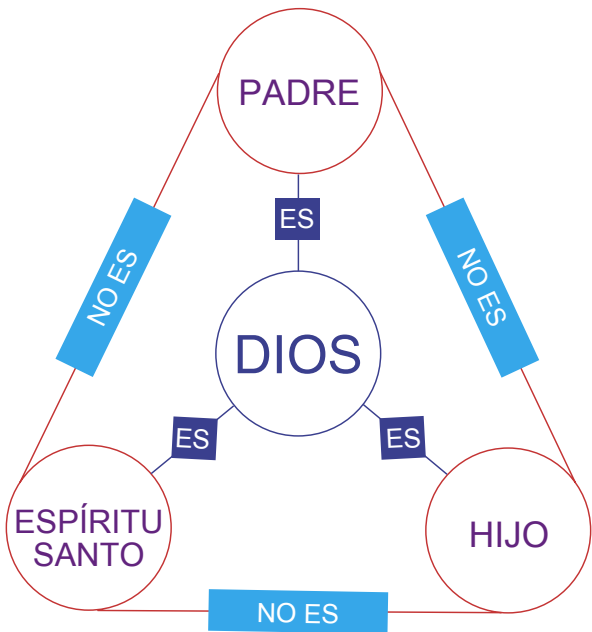 PADRE
ES
NO ES
NO ES
DIOS
ES
ES
ESPÍRITU
SANTO
HIJO
NO ES